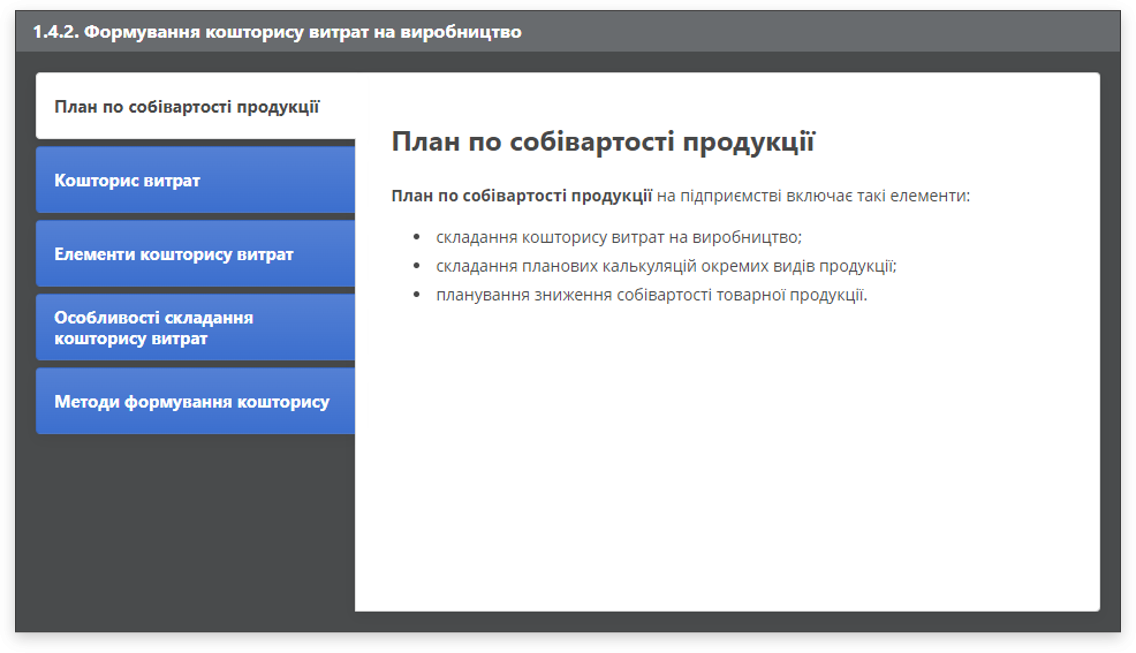 1.4.2. Формування кошторису витрат на виробництво
План по собівартості продукції
Кошторис витрат
Елементи кошторису витрат
Особливості складання
кошторису витрат
Методи формування кошторису
План по собівартості продукції
План по собівартості продукції на підприємстві включає такі елементи:
• складання кошторису витрат на виробництво;
• складання планових калькуляцій окремих видів продукції;
• планування зниження собівартості товарної продукції.